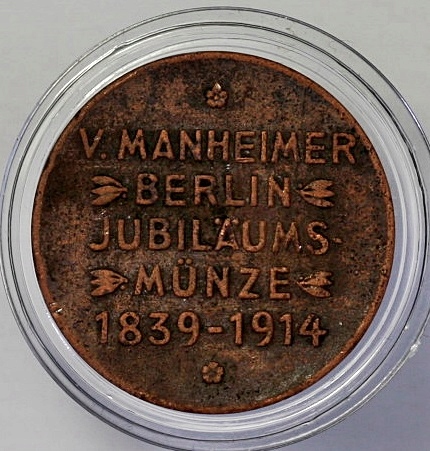 V. MANHEIMER
BERLIN
JUBILÄUMS-
MÜNZE
1839-1914